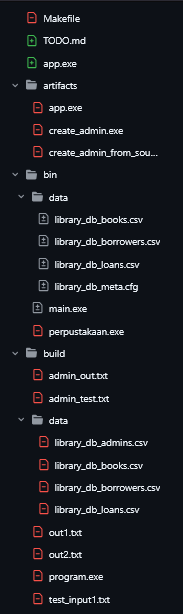 Makefile
TODO.md
app.exe
artifacts
app.exe
create_admin.exe
create_admin_from_sou...
bin
data
library_db_books.csv
library_db_borrowers.csv
library_db_loans.csv
library_db_meta.cfg
main.exe
perpustakaan.exe
build
admin_out.txt
admin_test.txt
data
library_db_admins.csv
library_db_books.csv
library_db_borrowers.csv
library_db_loans.csv
out1.txt
out2.txt
program.exe
test_input1.txt